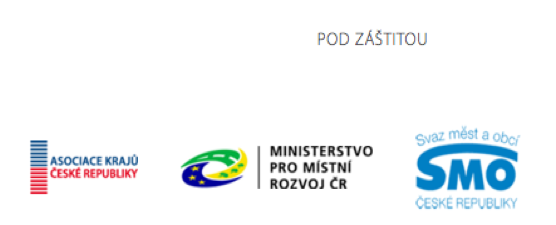 POD ZÁŠTITOU
ASOCIACE KRAJŮ
ČESKÉ REPUBLIKY
MINISTERSTVO
PRO MÍSTNÍ
ROZVOJ ČR
Svaz měst a obcí
SMO
ČESKÉ REPUBLIKY